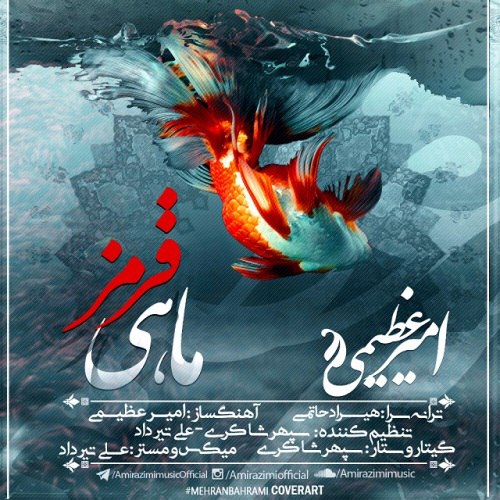 ماهی قرمز
امیر عظیمی
ترانه سرا: هیراد حاتمی آهنگساز: امیر عظیمی
تنظیم کننده: سپهر شاکری - علی تیرداد
گیتار و ستار: سپهر شاکری میکس و مستر: علی تیرداد
/Amirazimimusicofficial /Amirazimiofficial /Amirazimimusic
#MEHRANBAHRAMI COVERART